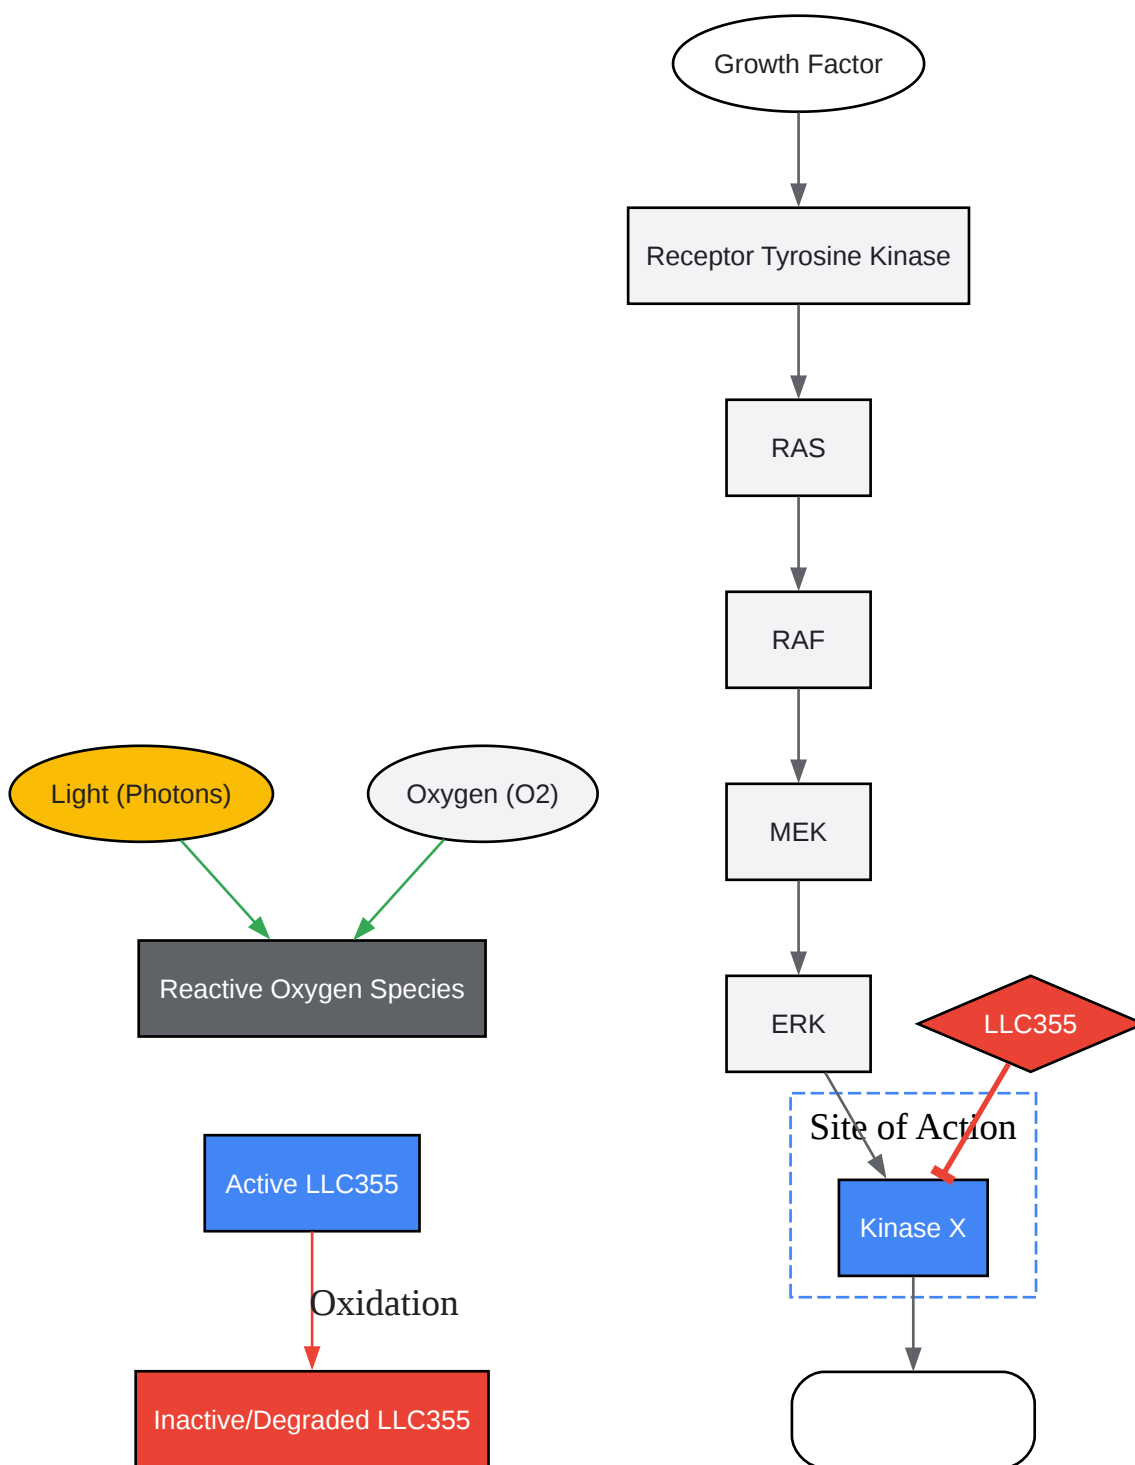 Growth Factor
Receptor Tyrosine Kinase
RAS
RAF
Light (Photons)
Oxygen (O2)
MEK
Reactive Oxygen Species
ERK
LLC355
Site of Action
Active LLC355
Kinase X
Oxidation
Inactive/Degraded LLC355